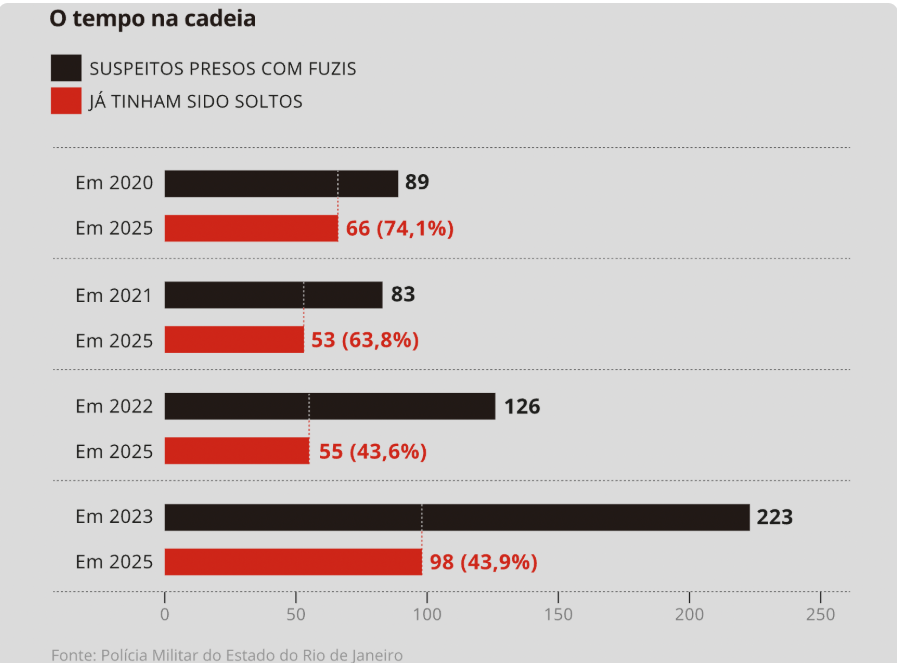 O tempo na cadeia
SUSPEITOS PRESOS COM FUZIS
JÁ TINHAM SIDO SOLTOS
Em 2020 89
Em 2025 66 (74,1%)
Em 2021 83
Em 2025 53 (63,8%)
Em 2022 126
Em 2025 55 (43,6%)
Em 2023 223
Em 2025 98 (43,9%)
0 50 100 150 200 250
Fonte: Polícia Militar do Estado do Rio de Janeiro